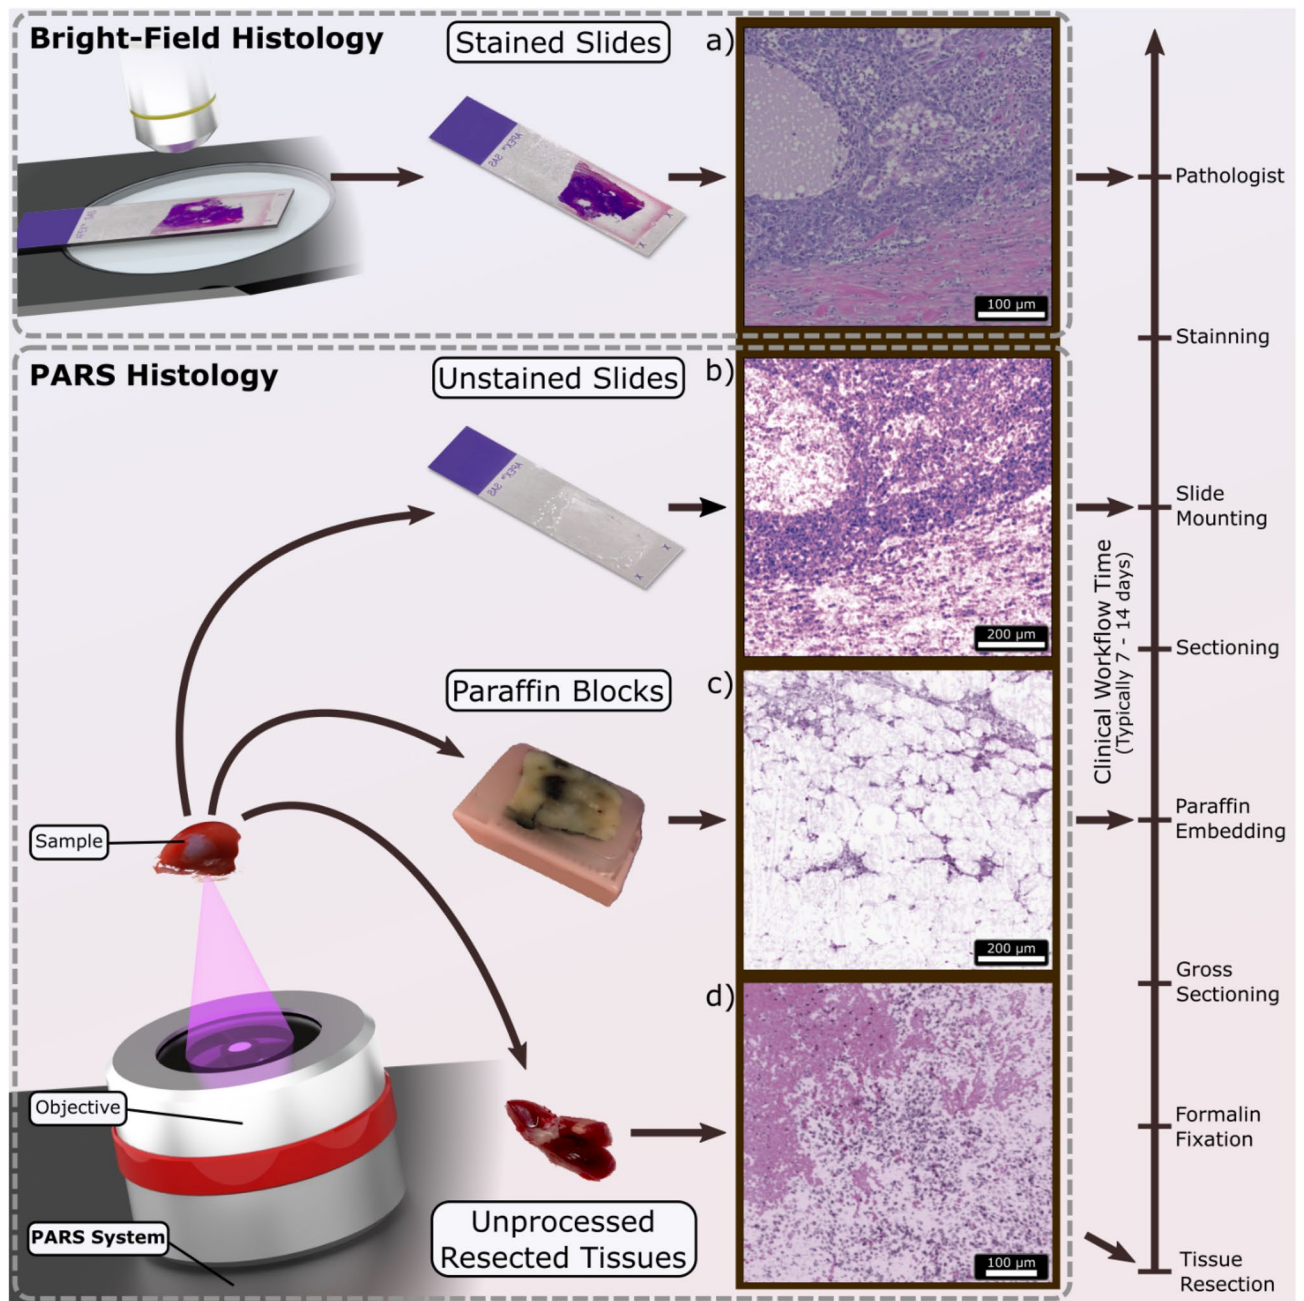 Bright-Field Histology
Stained Slides
a)
100 µm
Pathologist
Stainning
PARS Histology
Unstained Slides
b)
200 µm
Slide
Mounting
Sectioning
Clinical Workflow Time
(Typically 7 - 14 days)
Paraffin Blocks
c)
200 µm
Paraffin
Embedding
Sample
Gross
Sectioning
d)
100 µm
Objective
Formalin
Fixation
PARS System
Unprocessed
Resected Tissues
Tissue
Resection